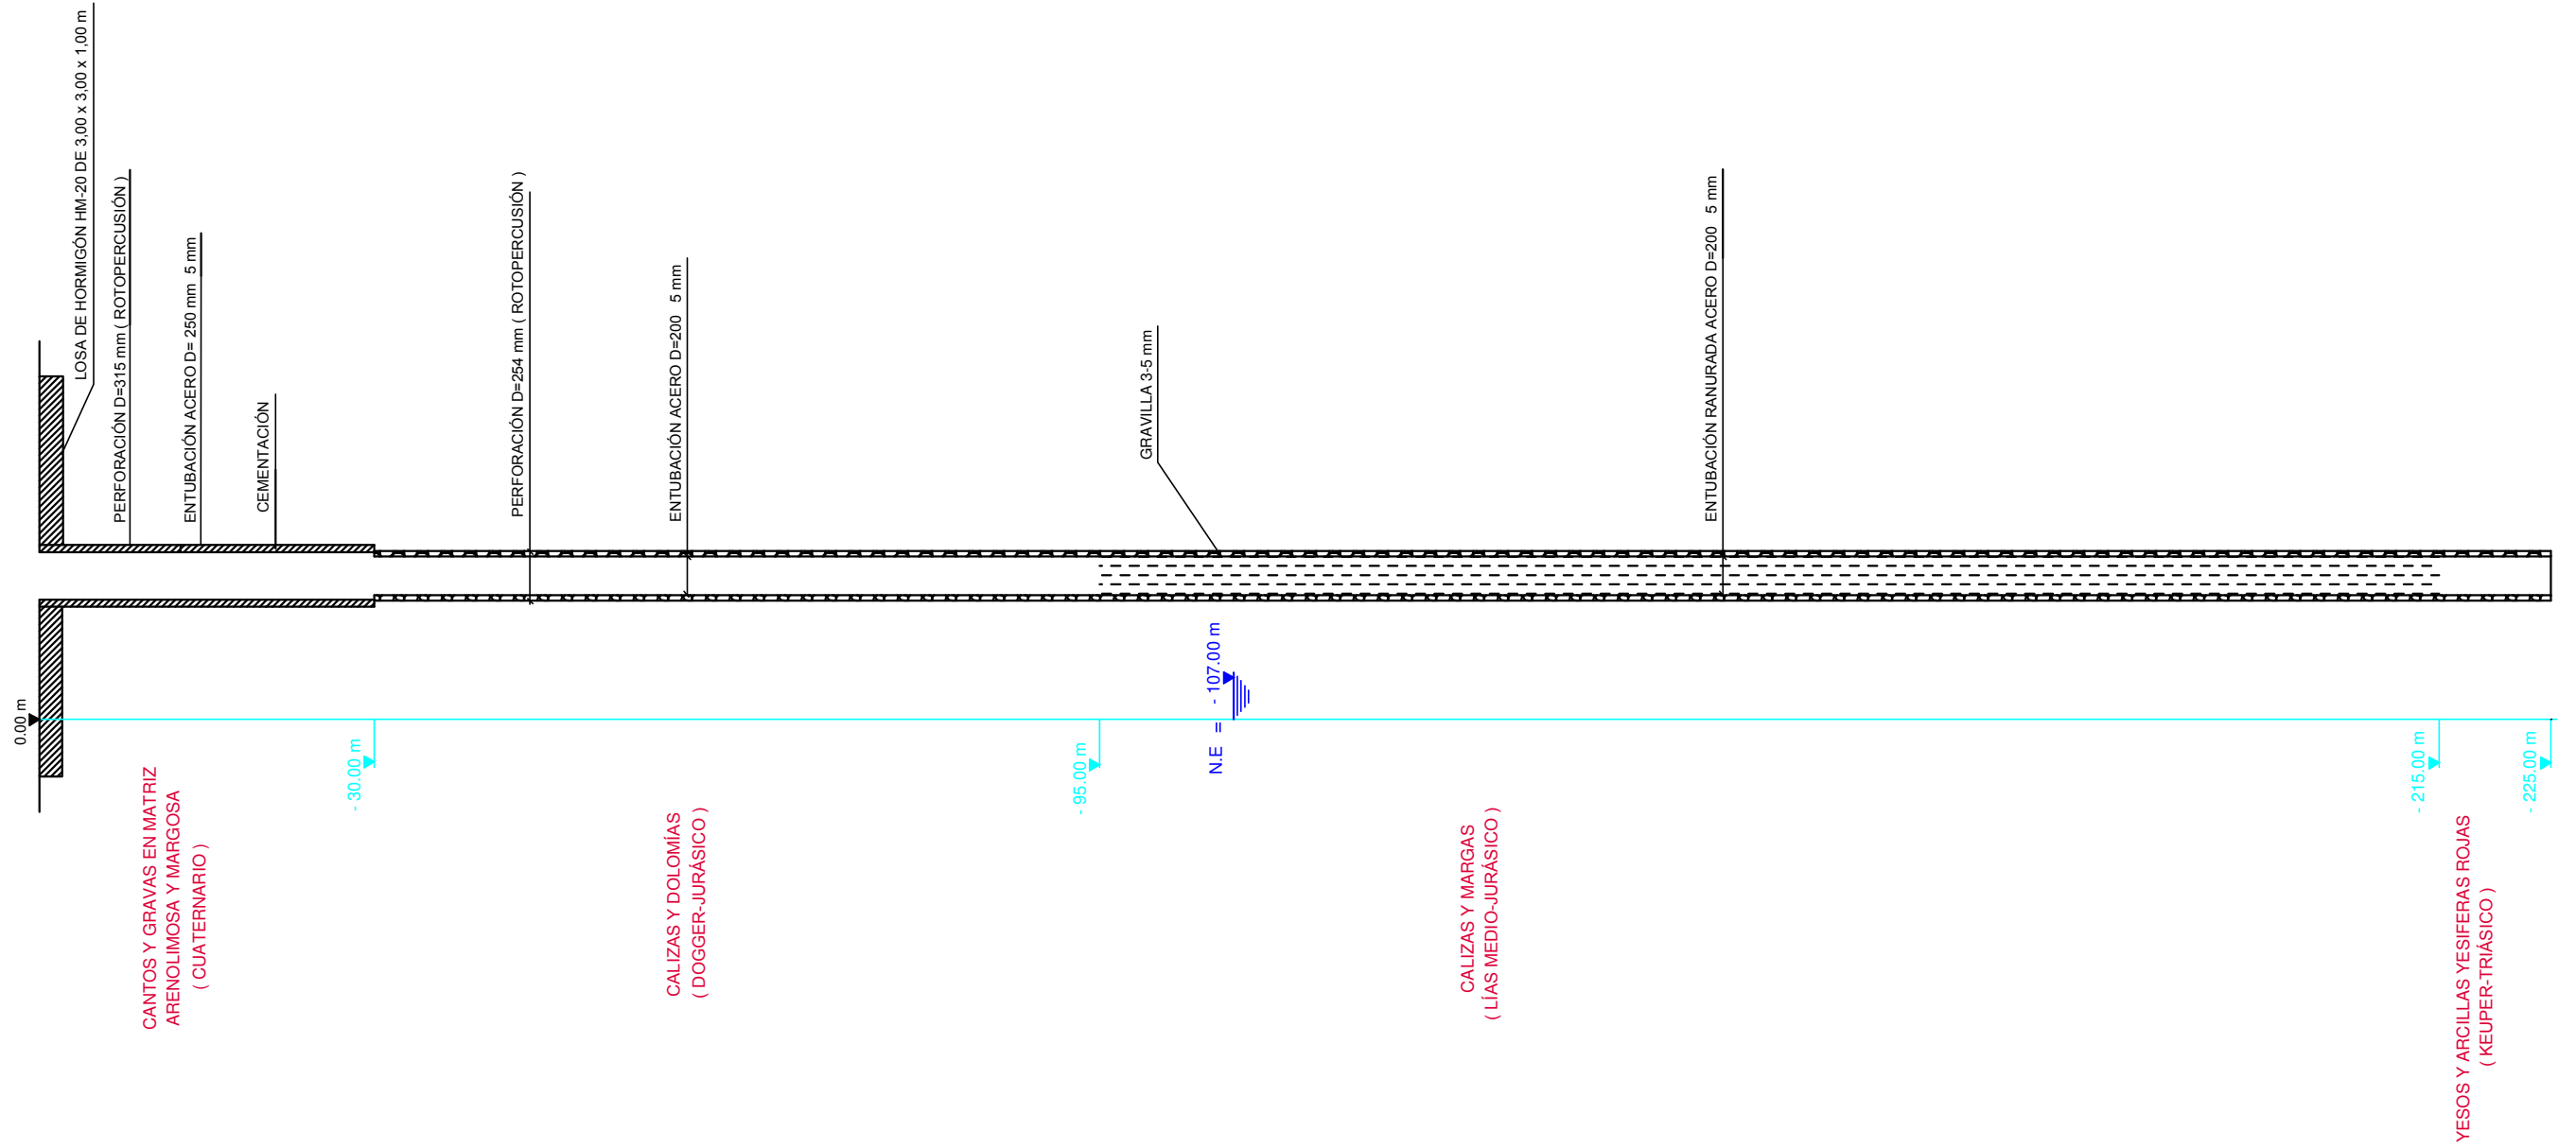 LOSA DE HORMIGÓN HM-20 DE 3,00 x 3,00 x 1,00 m
PERFORACIÓN D=315 mm ( ROTOPERCUSIÓN )
ENTUBACIÓN ACERO D= 250 mm  5 mm
CEMENTACIÓN
PERFORACIÓN D=254 mm ( ROTOPERCUSIÓN )
ENTUBACIÓN ACERO D=200  5 mm
GRAVILLA 3-5 mm
ENTUBACIÓN RANURADA ACERO D=200  5 mm
0.00 m
- 30.00 m
- 95.00 m
N.E = - 107.00 m
- 215.00 m
- 225.00 m
CANTOS Y GRAVAS EN MATRIZ
ARENOLIMOSA Y MARGOSA
( CUATERNARIO )
CALIZAS Y DOLOMÍAS
( DOGGER-JURÁSICO )
CALIZAS Y MARGAS
( LÍAS MEDIO-JURÁSICO )
YESOS Y ARCILLAS YESIFERAS ROJAS
( KEUPER-TRIÁSICO )